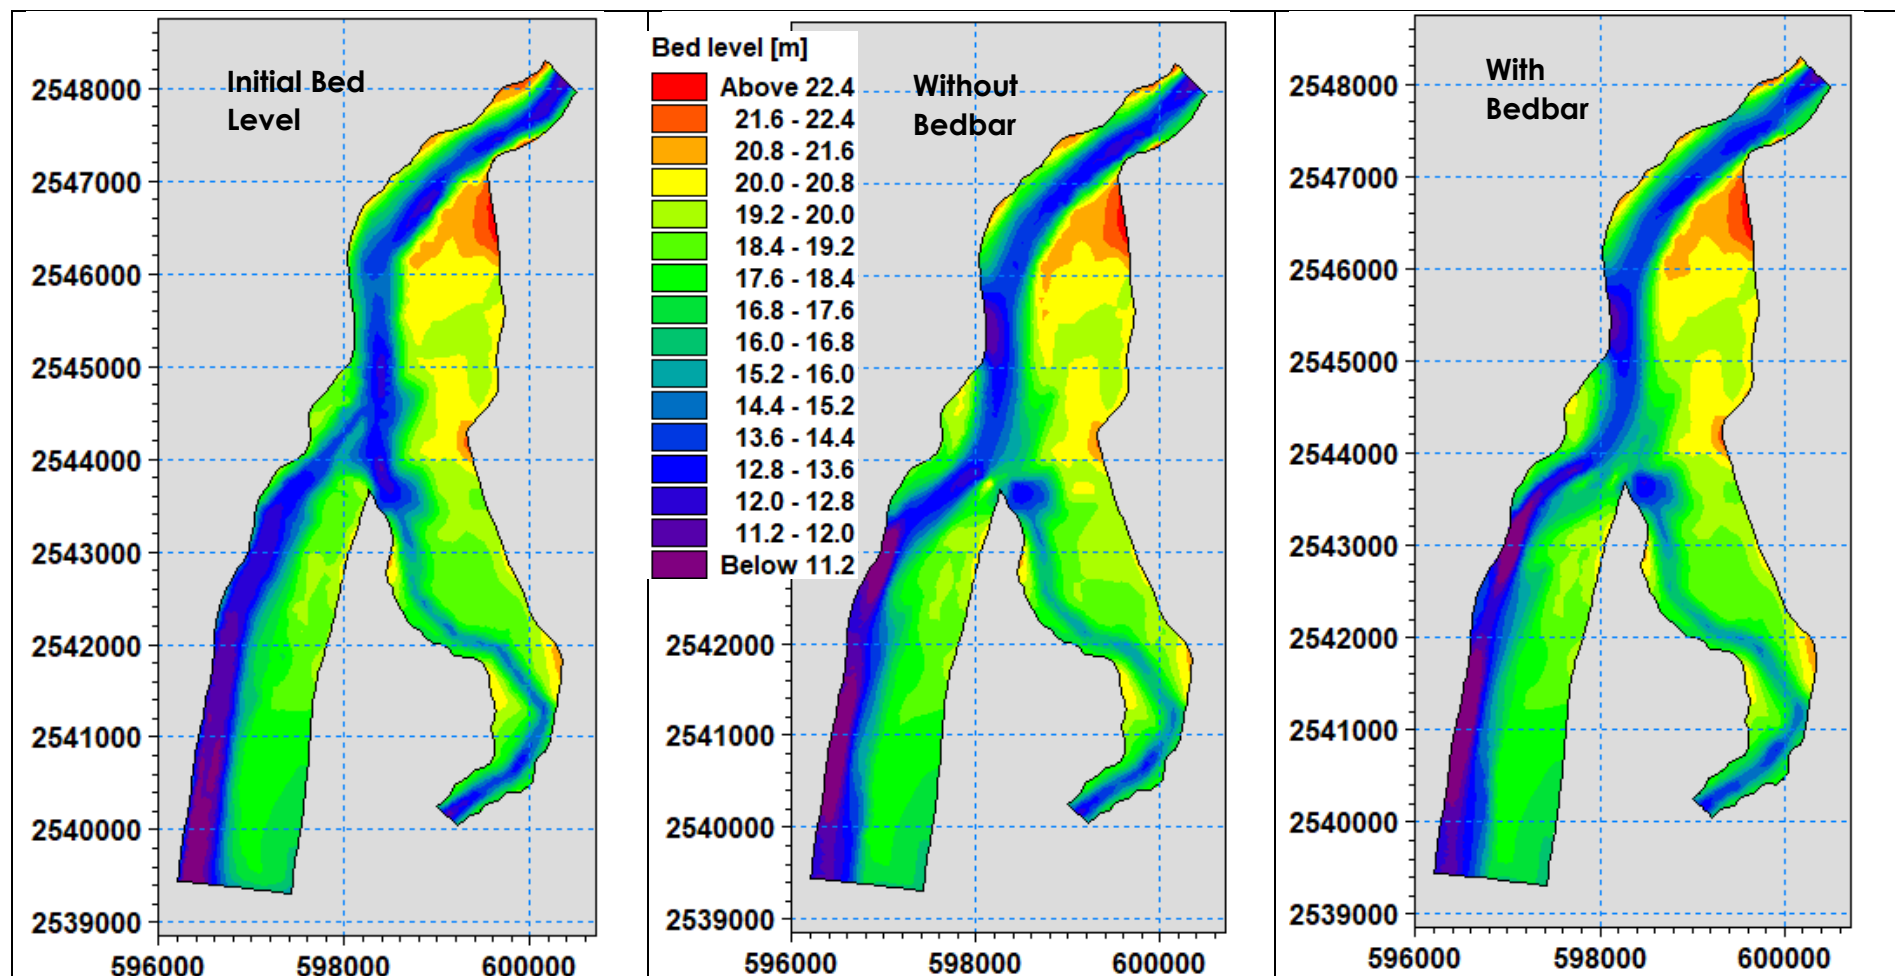 Initial Bed
Level
2548000
2547000
2546000
2545000
2544000
2543000
2542000
2541000
2540000
2539000
596000
598000
600000
Bed level [m]
Above 22.4
21.6 - 22.4
20.8 - 21.6
20.0 - 20.8
19.2 - 20.0
18.4 - 19.2
17.6 - 18.4
16.8 - 17.6
16.0 - 16.8
15.2 - 16.0
14.4 - 15.2
13.6 - 14.4
12.8 - 13.6
12.0 - 12.8
11.2 - 12.0
Below 11.2
Without
Bedbar
2542000
2541000
2540000
2539000
596000
598000
600000
With
Bedbar
2548000
2547000
2546000
2545000
2544000
2543000
2542000
2541000
2540000
2539000
596000
598000
600000